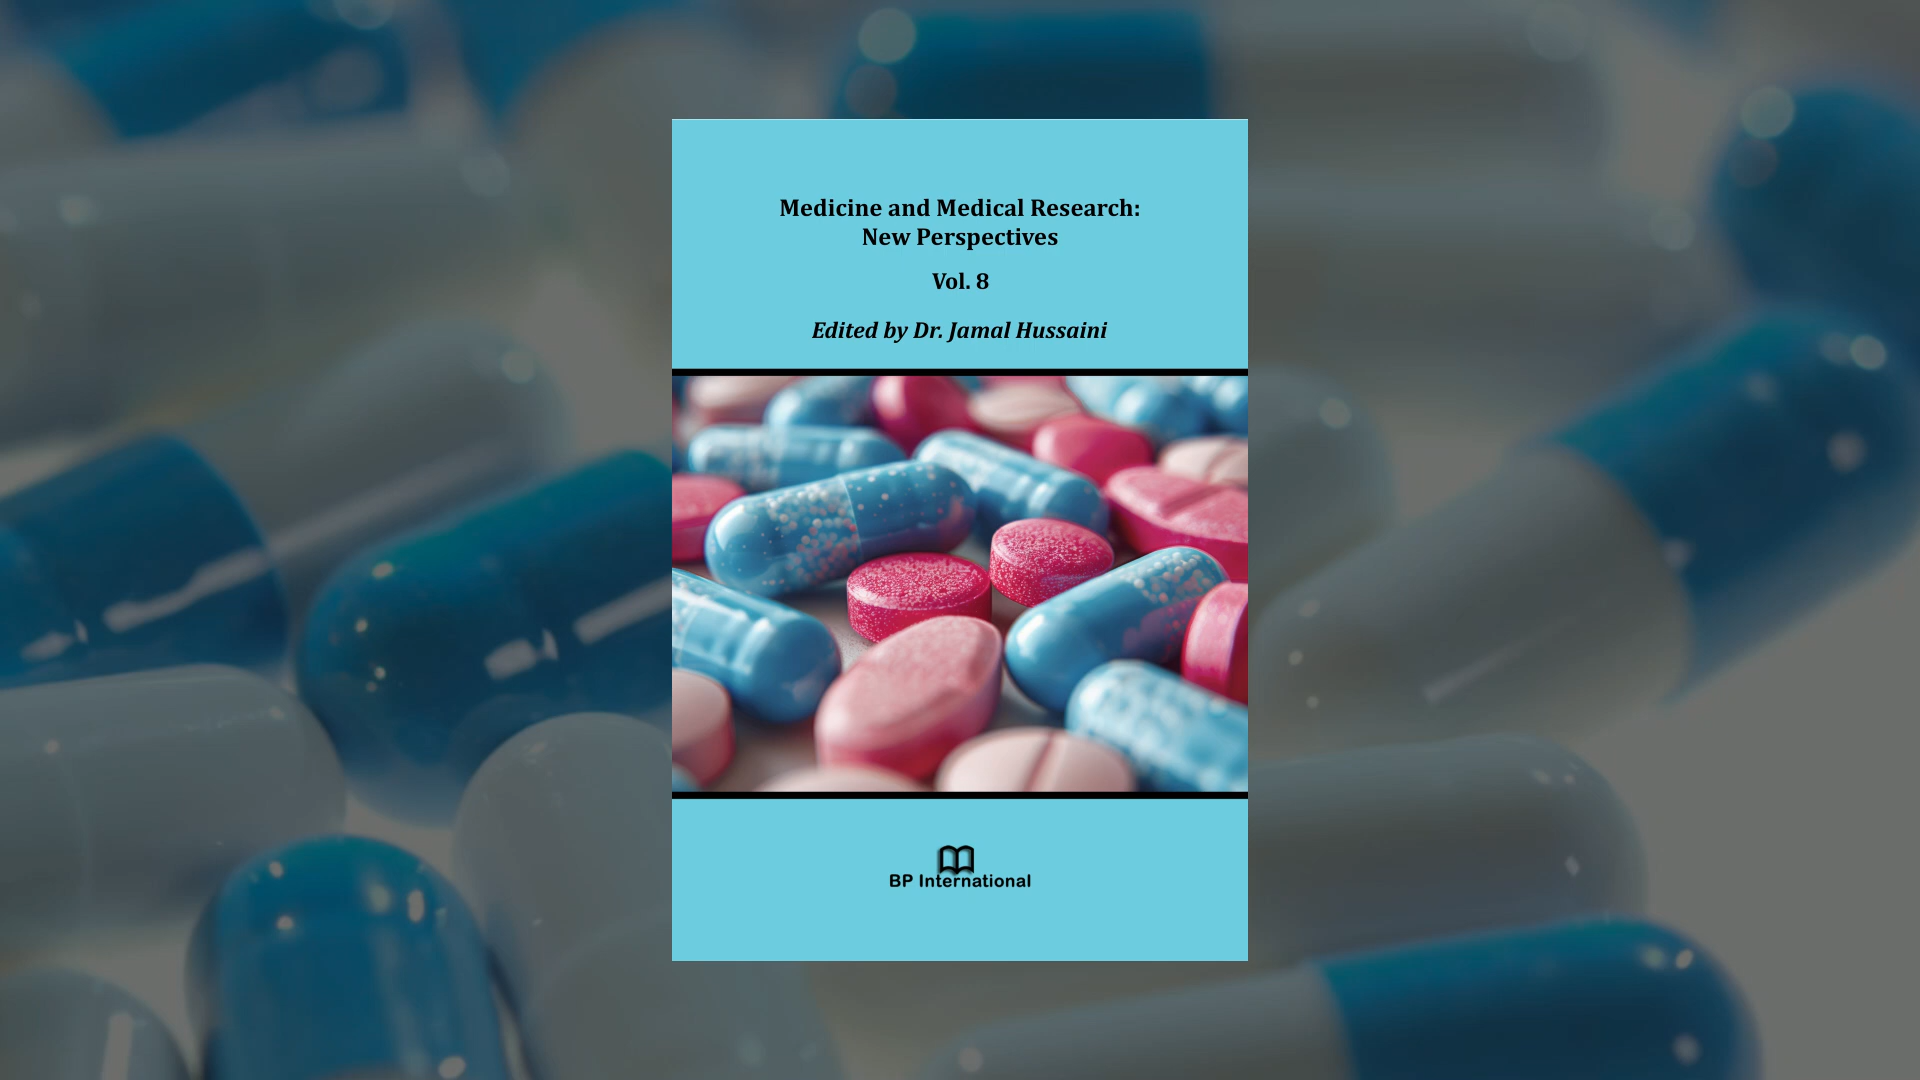 Medicine and Medical Research:
New Perspectives
Vol. 8
Edited by Dr. Jamal Hussaini
BP International